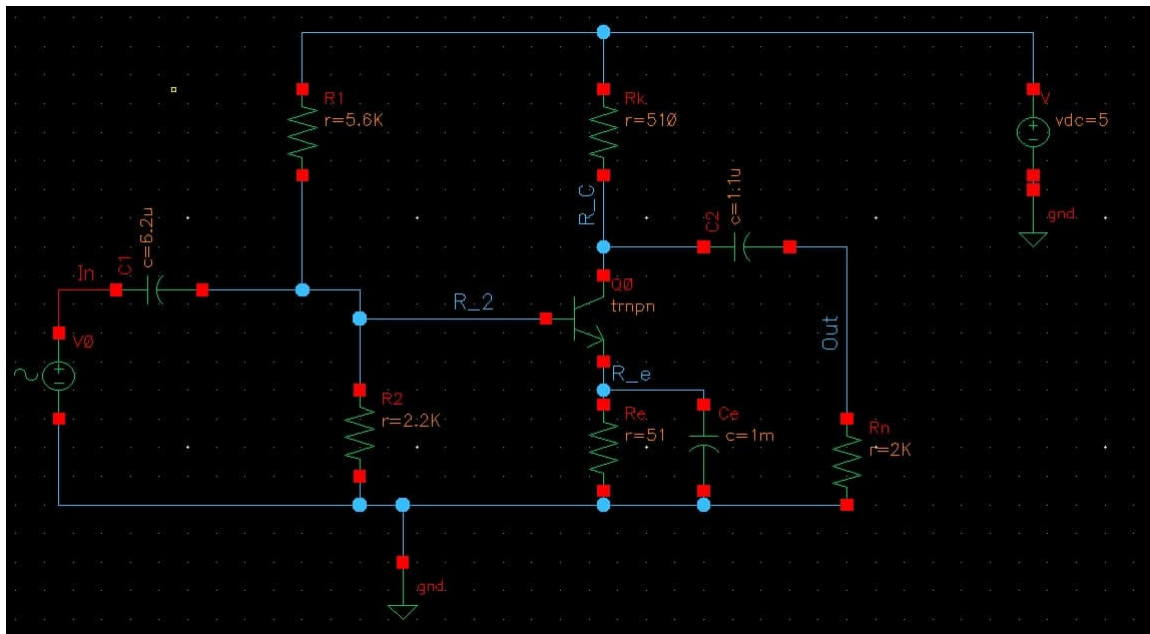 R1
r=5.6K
Rk
r=510
V
vdc=5
gnd
R_C
C2
c=1.1u
In
C1
c=6.2u
V0
R_2
Q0
trnpn
Out
R_e
R2
r=2.2K
Re
r=51
Ce
c=1m
Rn
r=2K
gnd